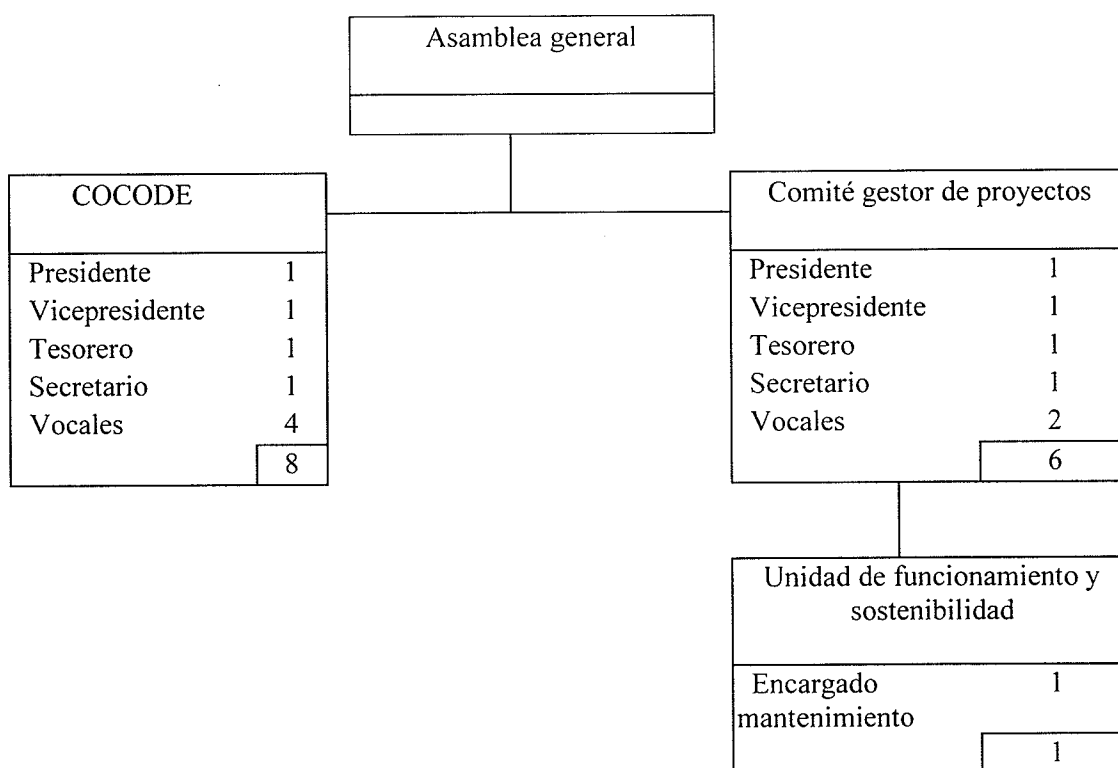 Asamblea general
COCODE
Presidente 1
Vicepresidente 1
Tesorero 1
Secretario 1
Vocales 4
8
Comité gestor de proyectos
Presidente 1
Vicepresidente 1
Tesorero 1
Secretario 1
Vocales 2
6
Unidad de funcionamiento y
sostenibilidad
Encargado 1
mantenimiento
1